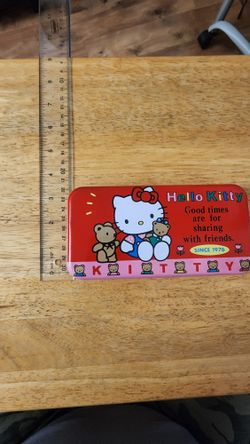 Hello Kitty
Good times
are for
sharing
with friends.
SINCE 1976
KITTY